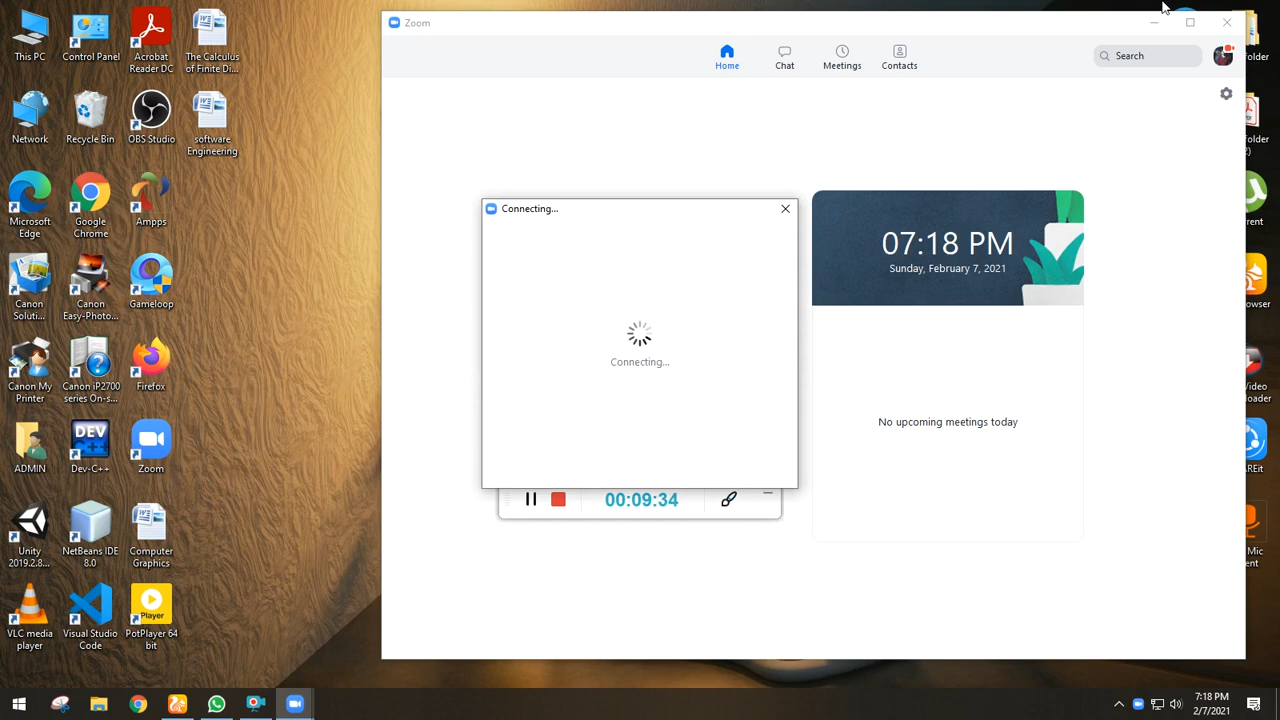 This PC
Control Panel
Acrobat
Reader DC
The Calculus
of Finite Di...
Network
Recycle Bin
OBS Studio
software
Engineering
Microsoft
Edge
Google
Chrome
Ampps
Canon
Soluti...
Canon
Easy-Photo...
Gameloop
Canon My
Printer
Canon iP2700
series On-s...
Firefox
ADMIN
Dev-C++
Zoom
Unity
2019.2.8...
NetBeans IDE
8.0
Computer
Graphics
VLC media
player
Visual Studio
Code
Player
PotPlayer 64
bit
DEV
Zoom
Home
Chat
Meetings
Contacts
Search
Connecting...
Connecting...
00:09:34
07:18 PM
Sunday, February 7, 2021
No upcoming meetings today
7:18 PM
2/7/2021